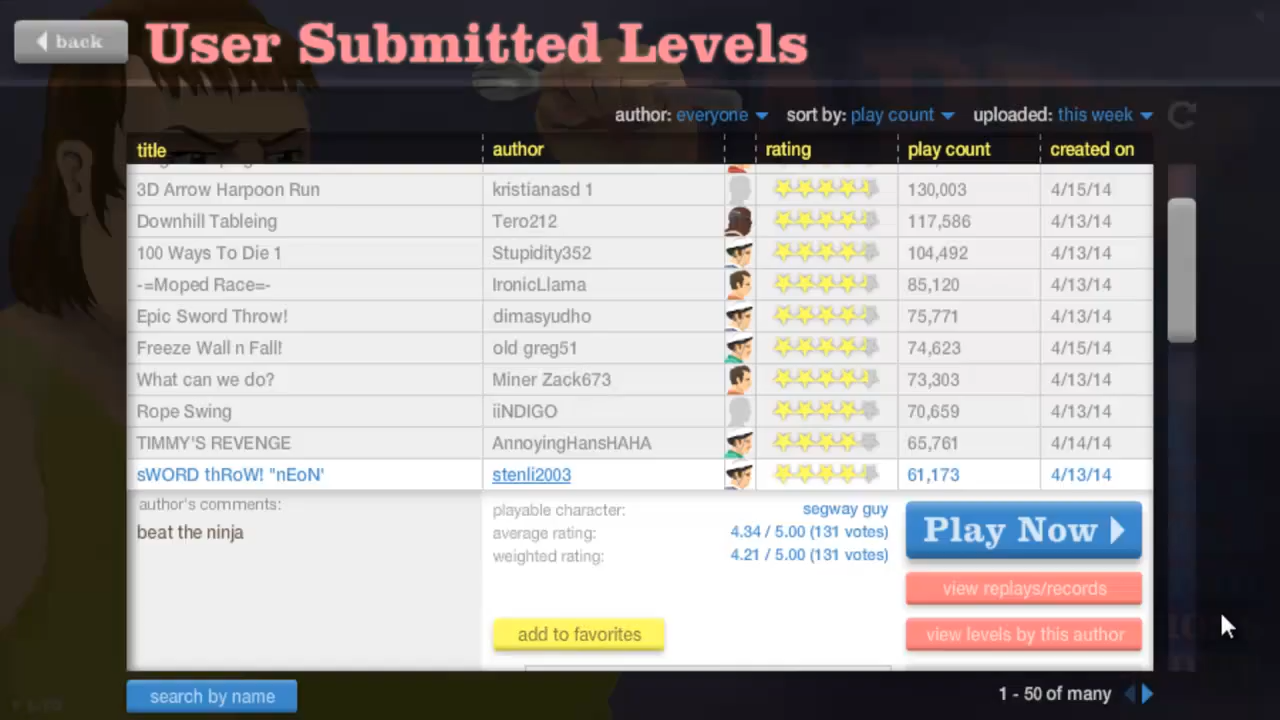 back User Submitted Levels
author: everyone sort by: play count uploaded: this week
title author rating play count created on
3D Arrow Harpoon Run kristianasd 1 130,003 4/15/14
Downhill Tableing Tero212 117,586 4/13/14
100 Ways To Die 1 Stupidity352 104,492 4/13/14
-=Moped Race=- IronicLlama 85,120 4/13/14
Epic Sword Throw! dimasyudho 75,771 4/13/14
Freeze Wall n Fall! old greg51 74,623 4/15/14
What can we do? Miner Zack673 73,303 4/13/14
Rope Swing iiNDIGO 70,659 4/13/14
TIMMY'S REVENGE AnnoyingHansHAHA 65,761 4/14/14
sWORD thRoW! "nEoN' stenli2003 61,173 4/13/14
author's comments:
beat the ninja
playable character: segway guy
average rating: 4.34 / 5.00 (131 votes)
weighted rating: 4.21 / 5.00 (131 votes)
add to favorites
Play Now
view replays/records
view levels by this author
search by name 1 - 50 of many